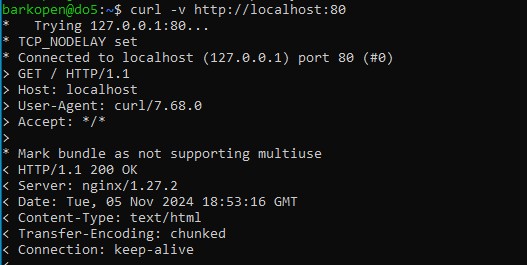 barkopen@do5:~$ curl -v http://localhost:80
*   Trying 127.0.0.1:80...
* TCP_NODELAY set
* Connected to localhost (127.0.0.1) port 80 (#0)
> GET / HTTP/1.1
> Host: localhost
> User-Agent: curl/7.68.0
> Accept: */*
>
* Mark bundle as not supporting multiuse
< HTTP/1.1 200 OK
< Server: nginx/1.27.2
< Date: Tue, 05 Nov 2024 18:53:16 GMT
< Content-Type: text/html
< Transfer-Encoding: chunked
< Connection: keep-alive
<